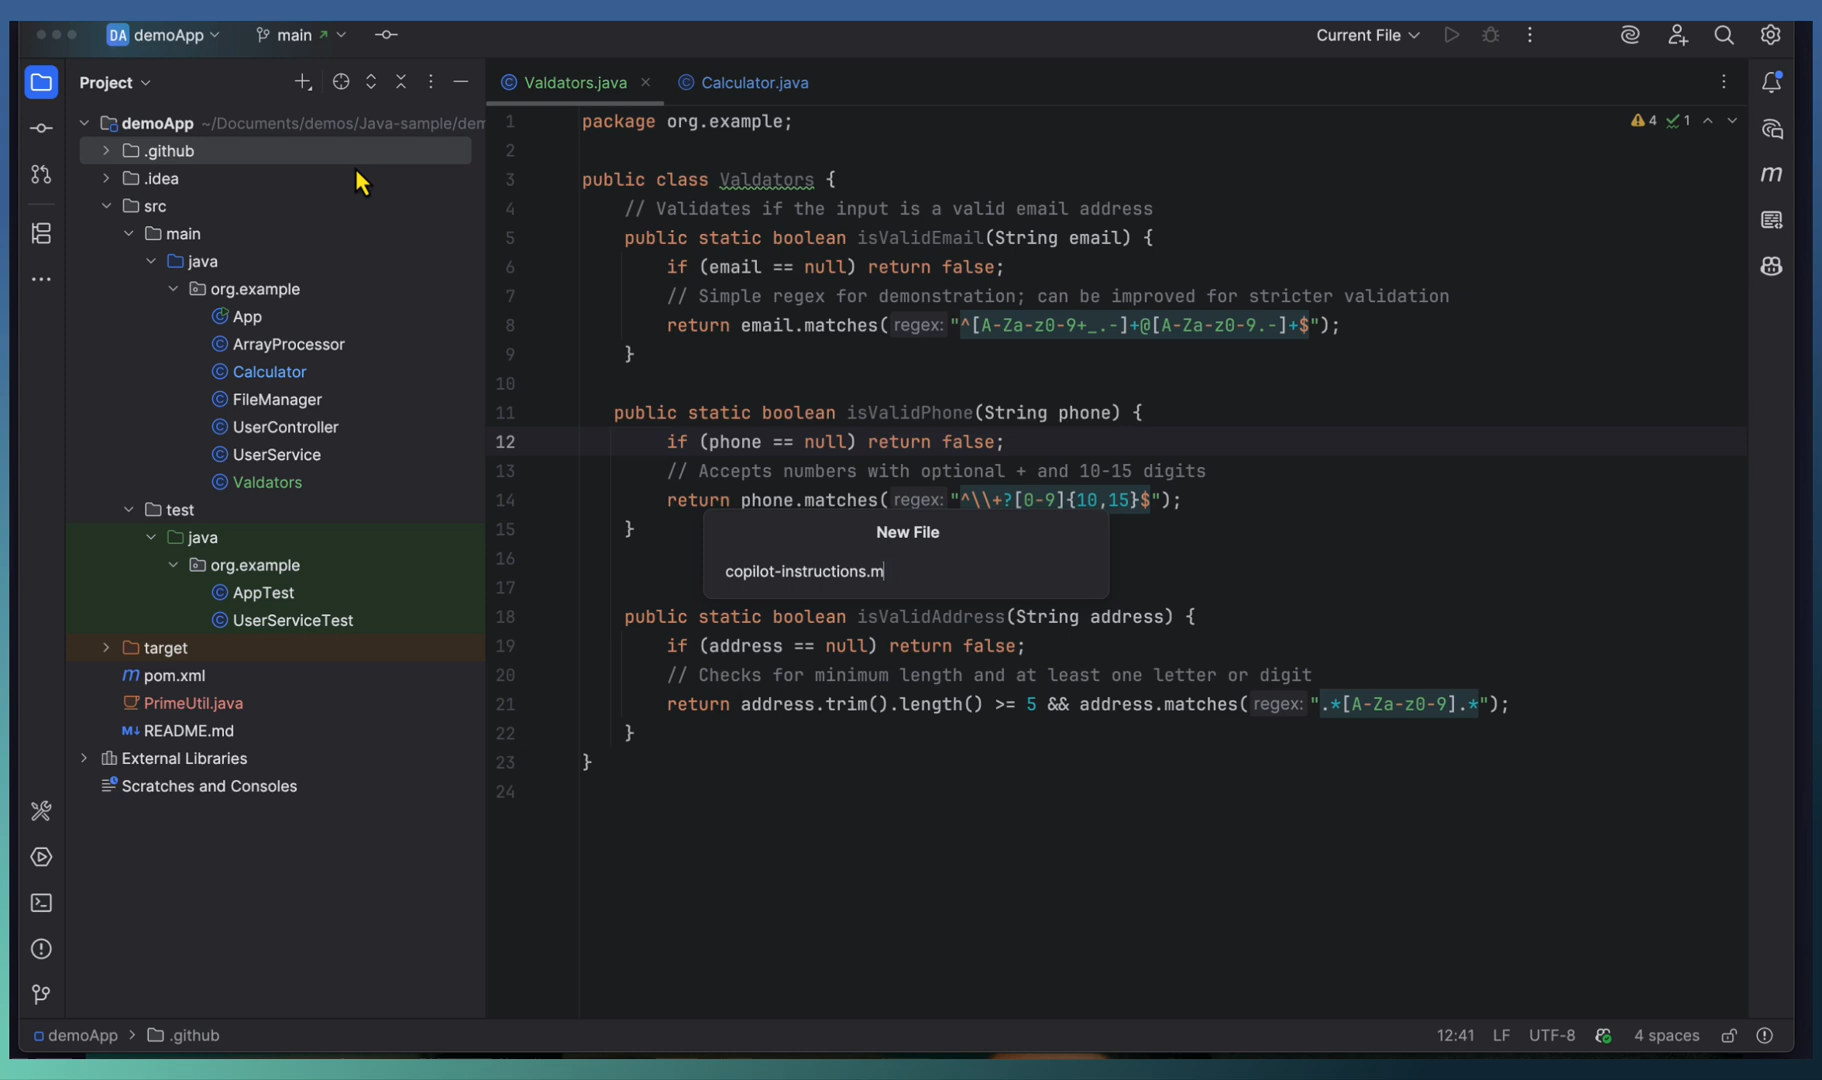 DA demoApp main Current File
Project
Valdators.java Calculator.java
demoApp ~/Documents/demos/Java-sample/dem
.github
.idea
src
main
java
org.example
App
ArrayProcessor
Calculator
FileManager
UserController
UserService
Valdators
test
java
org.example
AppTest
UserServiceTest
target
m pom.xml
PrimeUtil.java
M↓ README.md
External Libraries
Scratches and Consoles
4 1
1 package org.example;
2
3 public class Valdators {
4 // Validates if the input is a valid email address
5 public static boolean isValidEmail(String email) {
6 if (email == null) return false;
7 // Simple regex for demonstration; can be improved for stricter validation
8 return email.matches( regex: "^[A-Za-z0-9+_.-]+@[A-Za-z0-9.-]+$");
9 }
10
11 public static boolean isValidPhone(String phone) {
12 if (phone == null) return false;
13 // Accepts numbers with optional + and 10-15 digits
14 return phone.matches( regex: "^\\+?[0-9]{10,15}$");
15 }
16
17
18 public static boolean isValidAddress(String address) {
19 if (address == null) return false;
20 // Checks for minimum length and at least one letter or digit
21 return address.trim().length() >= 5 && address.matches( regex: ".*[A-Za-z0-9].*");
22 }
23 }
24
New File
copilot-instructions.m
m
demoApp > .github 12:41 LF UTF-8 4 spaces